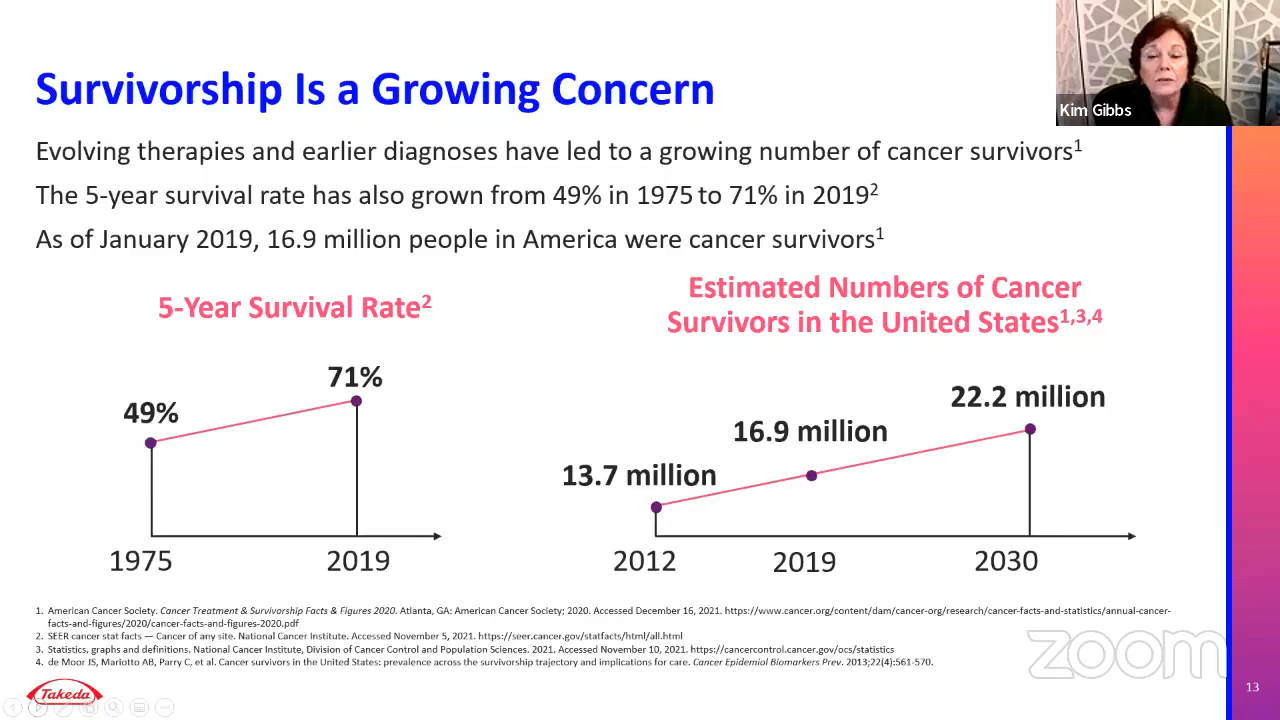 Survivorship Is a Growing Concern
Kim Gibbs
Evolving therapies and earlier diagnoses have led to a growing number of cancer survivors1
The 5-year survival rate has also grown from 49% in 1975 to 71% in 20192
As of January 2019, 16.9 million people in America were cancer survivors1
5-Year Survival Rate2
49%
71%
1975
2019
Estimated Numbers of Cancer
Survivors in the United States1,3,4
13.7 million
16.9 million
22.2 million
2012
2019
2030
1. American Cancer Society. Cancer Treatment & Survivorship Facts & Figures 2020. Atlanta, GA: American Cancer Society; 2020. Accessed December 16, 2021. https://www.cancer.org/content/dam/cancer-org/research/cancer-facts-and-statistics/annual-cancer-
facts-and-figures/2020/cancer-facts-and-figures-2020.pdf
2. SEER cancer stat facts — Cancer of any site. National Cancer Institute. Accessed November 5, 2021. https://seer.cancer.gov/statfacts/html/all.html
3. Statistics, graphs and definitions. National Cancer Institute, Division of Cancer Control and Population Sciences. 2021. Accessed November 10, 2021. https://cancercontrol.cancer.gov/ocs/statistics
4. de Moor JS, Mariotto AB, Parry C, et al. Cancer survivors in the United States: prevalence across the survivorship trajectory and implications for care. Cancer Epidemiol Biomarkers Prev. 2013;22(4):561-570.
zoom
Takeda
13